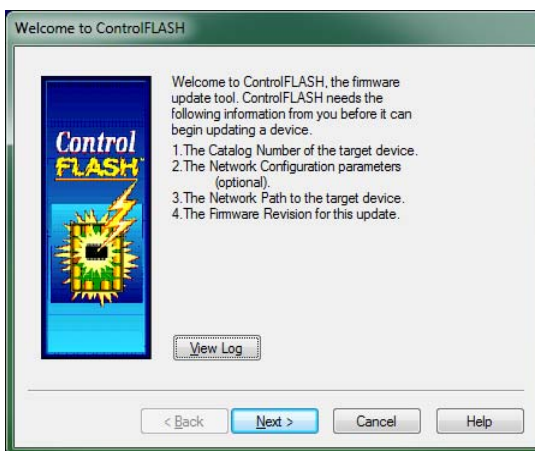 Welcome to ControlFLASH
Welcome to ControlFLASH, the firmware
update tool. ControlFLASH needs the
following information from you before it can
begin updating a device.
1.The Catalog Number of the target device.
2.The Network Configuration parameters
(optional).
3.The Network Path to the target device.
4.The Firmware Revision for this update.
Control
FLASH
View Log
< Back
Next >
Cancel
Help